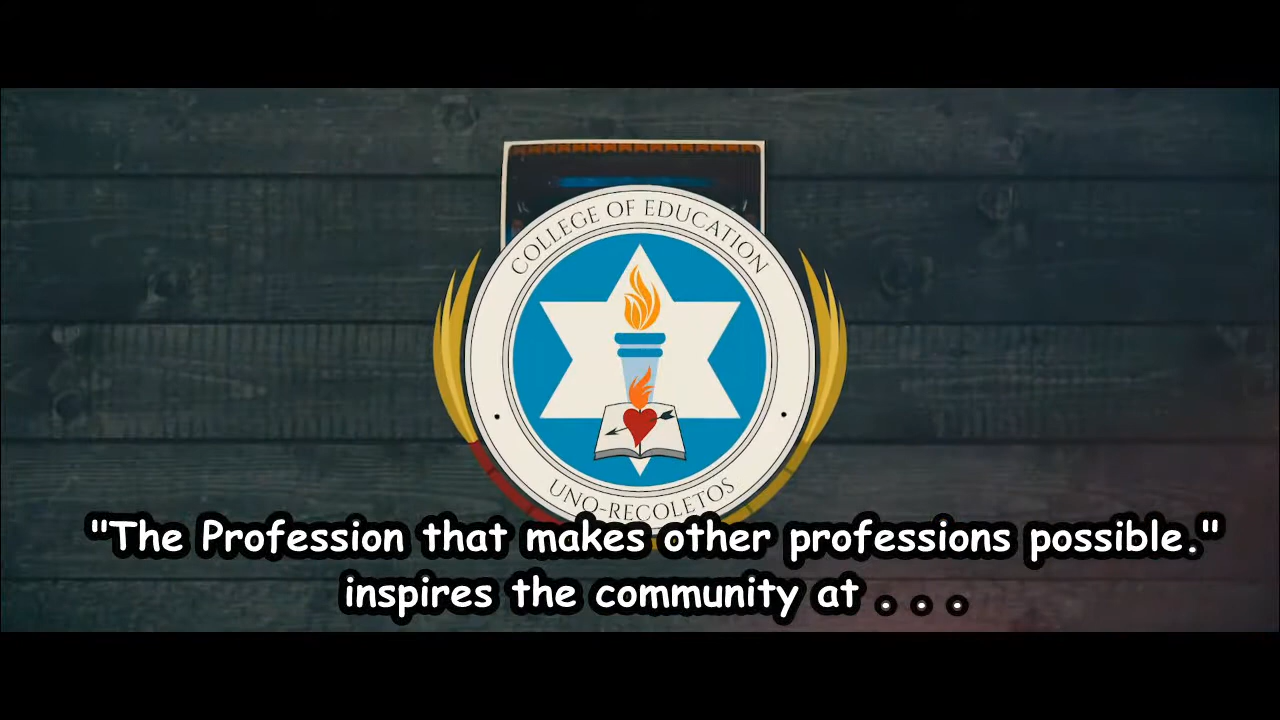 COLLEGE OF EDUCATION
UNO-RECOLETOS
"The Profession that makes other professions possible."
inspires the community at . . .